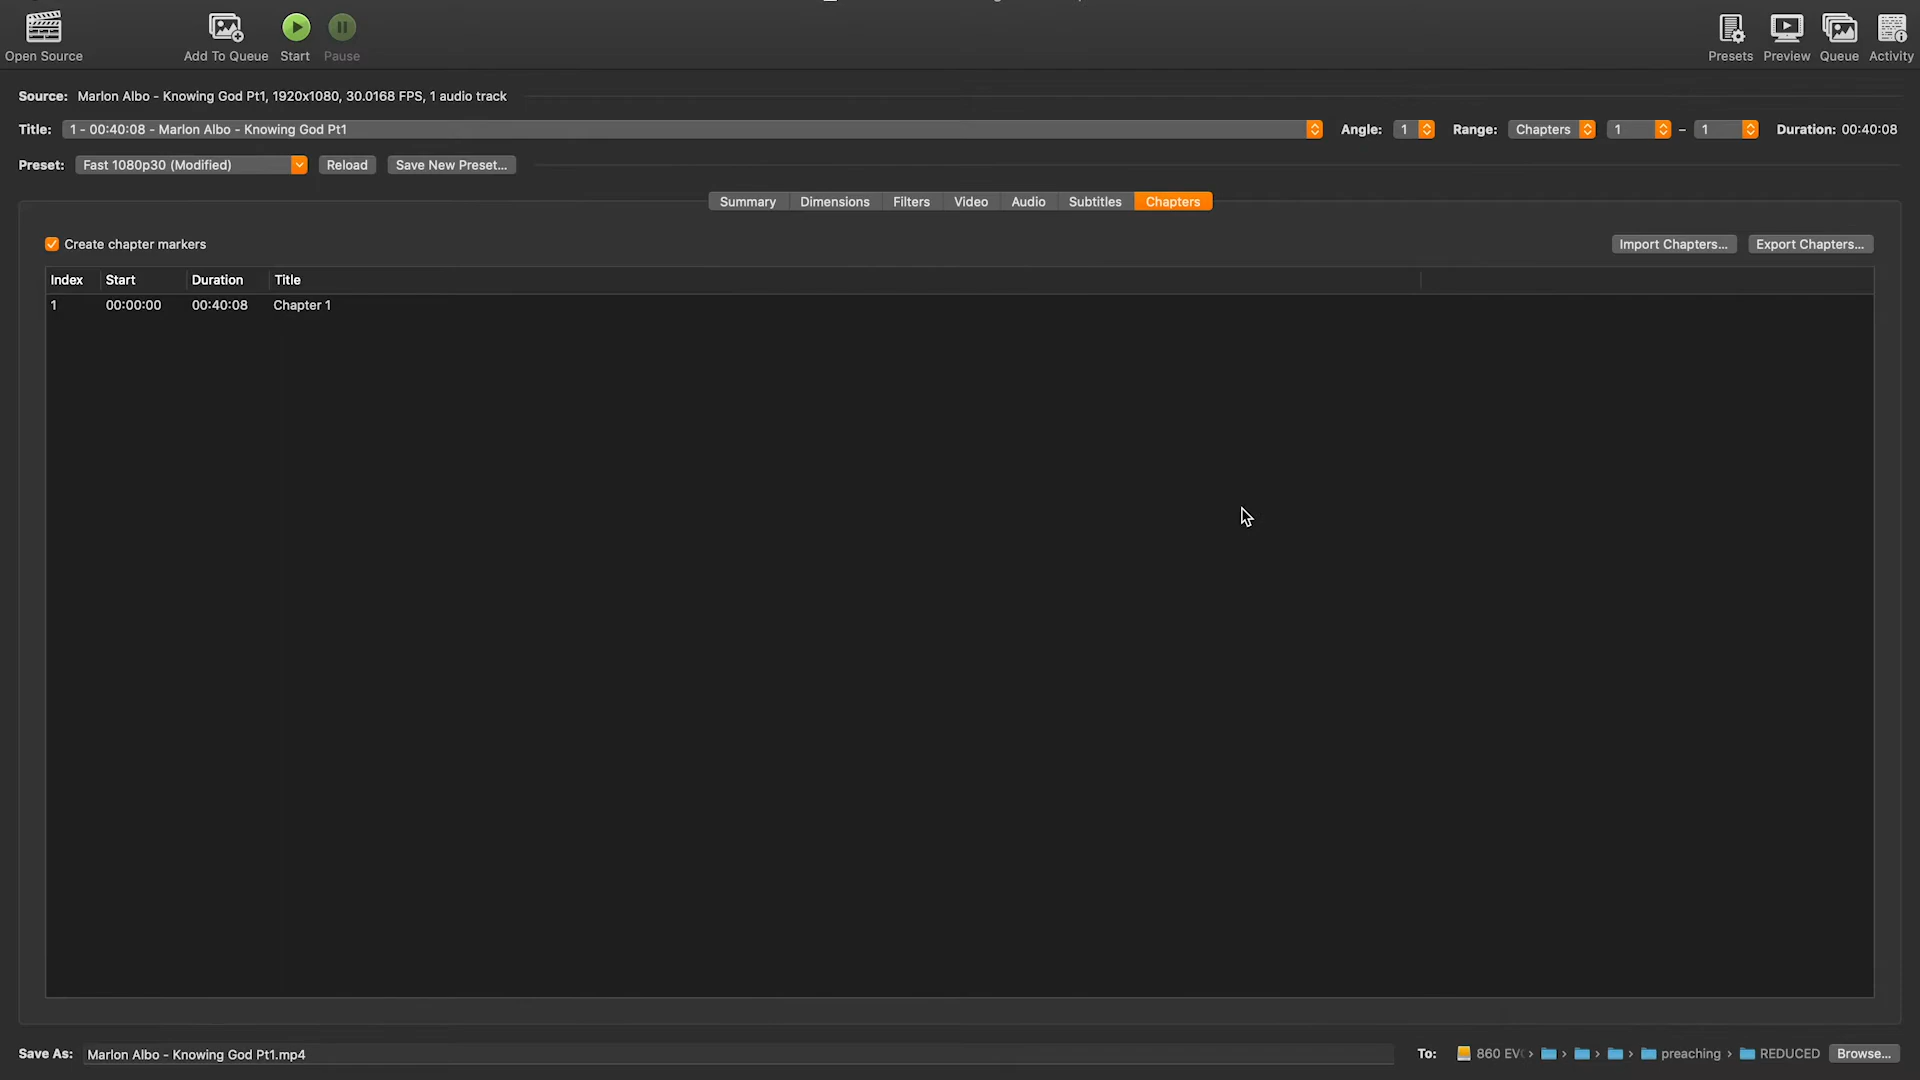 Open Source
Add To Queue
Start
Pause
Presets
Preview
Queue
Activity
Source: Marlon Albo - Knowing God Pt1, 1920x1080, 30.0168 FPS, 1 audio track
Title: 1 - 00:40:08 - Marlon Albo - Knowing God Pt1 Angle: 1 Range: Chapters 1 – 1 Duration: 00:40:08
Preset: Fast 1080p30 (Modified) Reload Save New Preset...
Summary Dimensions Filters Video Audio Subtitles Chapters
Create chapter markers Import Chapters... Export Chapters...
Index Start Duration Title
1 00:00:00 00:40:08 Chapter 1
Save As: Marlon Albo - Knowing God Pt1.mp4 To: 860 EV › › › › preaching › REDUCED Browse...